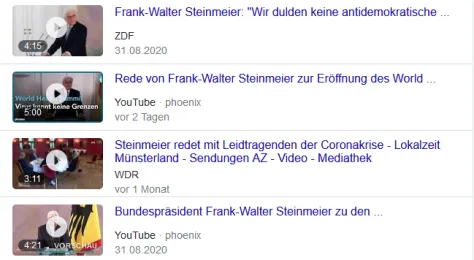 Frank-Walter Steinmeier: "Wir dulden keine antidemokratische ...
4:15
ZDF
31.08.2020
Rede von Frank-Walter Steinmeier zur Eröffnung des World ...
World Health Summit
Virus kennt keine Grenzen
5:00
YouTube · phoenix
vor 2 Tagen
Steinmeier redet mit Leidtragenden der Coronakrise - Lokalzeit
Münsterland - Sendungen AZ - Video - Mediathek
3:11
WDR
vor 1 Monat
Bundespräsident Frank-Walter Steinmeier zu den ...
4:21
VORSCHAU
YouTube · phoenix
31.08.2020